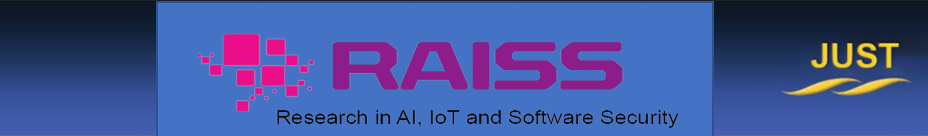 RAISS
Research in AI, IoT and Software Security
JUST